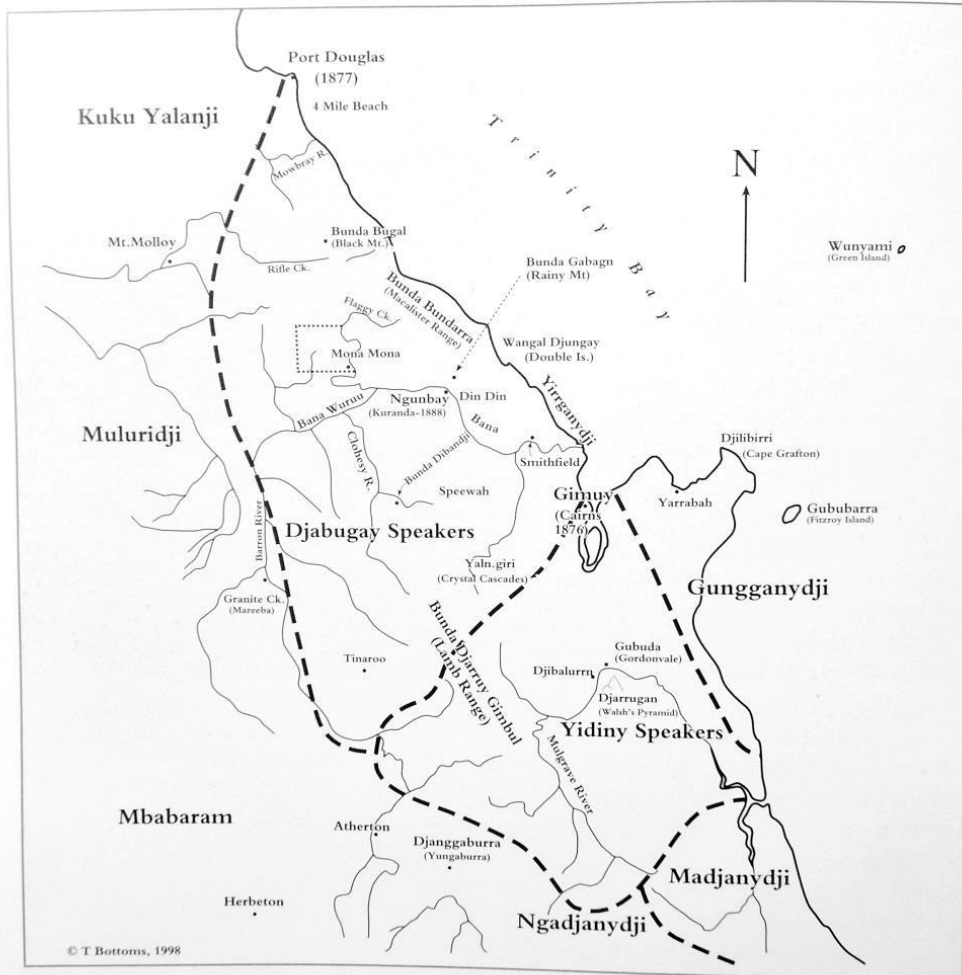 Port Douglas
(1877)
4 Mile Beach
Kuku Yalanji
Trinity Bay
N
Mowbray R.
Mt.Molloy
Bunda Bugal
(Black Mt.)
Rifle Ck.
Wunyami
(Green Island)
Bunda Gabagn
(Rainy Mt)
Bunda Bundarra
(Macalister Range)
Flaggy Ck.
Wangal Djungay
(Double Is.)
Mona Mona
Yirrganydji
Ngunbay
(Kuranda-1888)
Din Din
Bana Wuruu
Bana
Muluridji
Clohesy R.
Bunda Dibandji
Smithfield
Djilibirri
(Cape Grafton)
Speewah
Gimuy
(Cairns
1876)
Yarrabah
Gububarra
(Fitzroy Island)
Barron River
Djabugay Speakers
Yaln.giri
(Crystal Cascades)
Gungganydji
Granite Ck.
(Mareeba)
Bunda Djarruy Gimbul
(Lamb Range)
Tinaroo
Gubuda
(Gordonvale)
Djibalurrn
Djarrugan
(Walsh's Pyramid)
Yidiny Speakers
Mulgrave River
Mbabaram
Atherton
Djanggaburra
(Yungaburra)
Madjanydji
Herbeton
Ngadjanydji
© T Bottoms, 1998